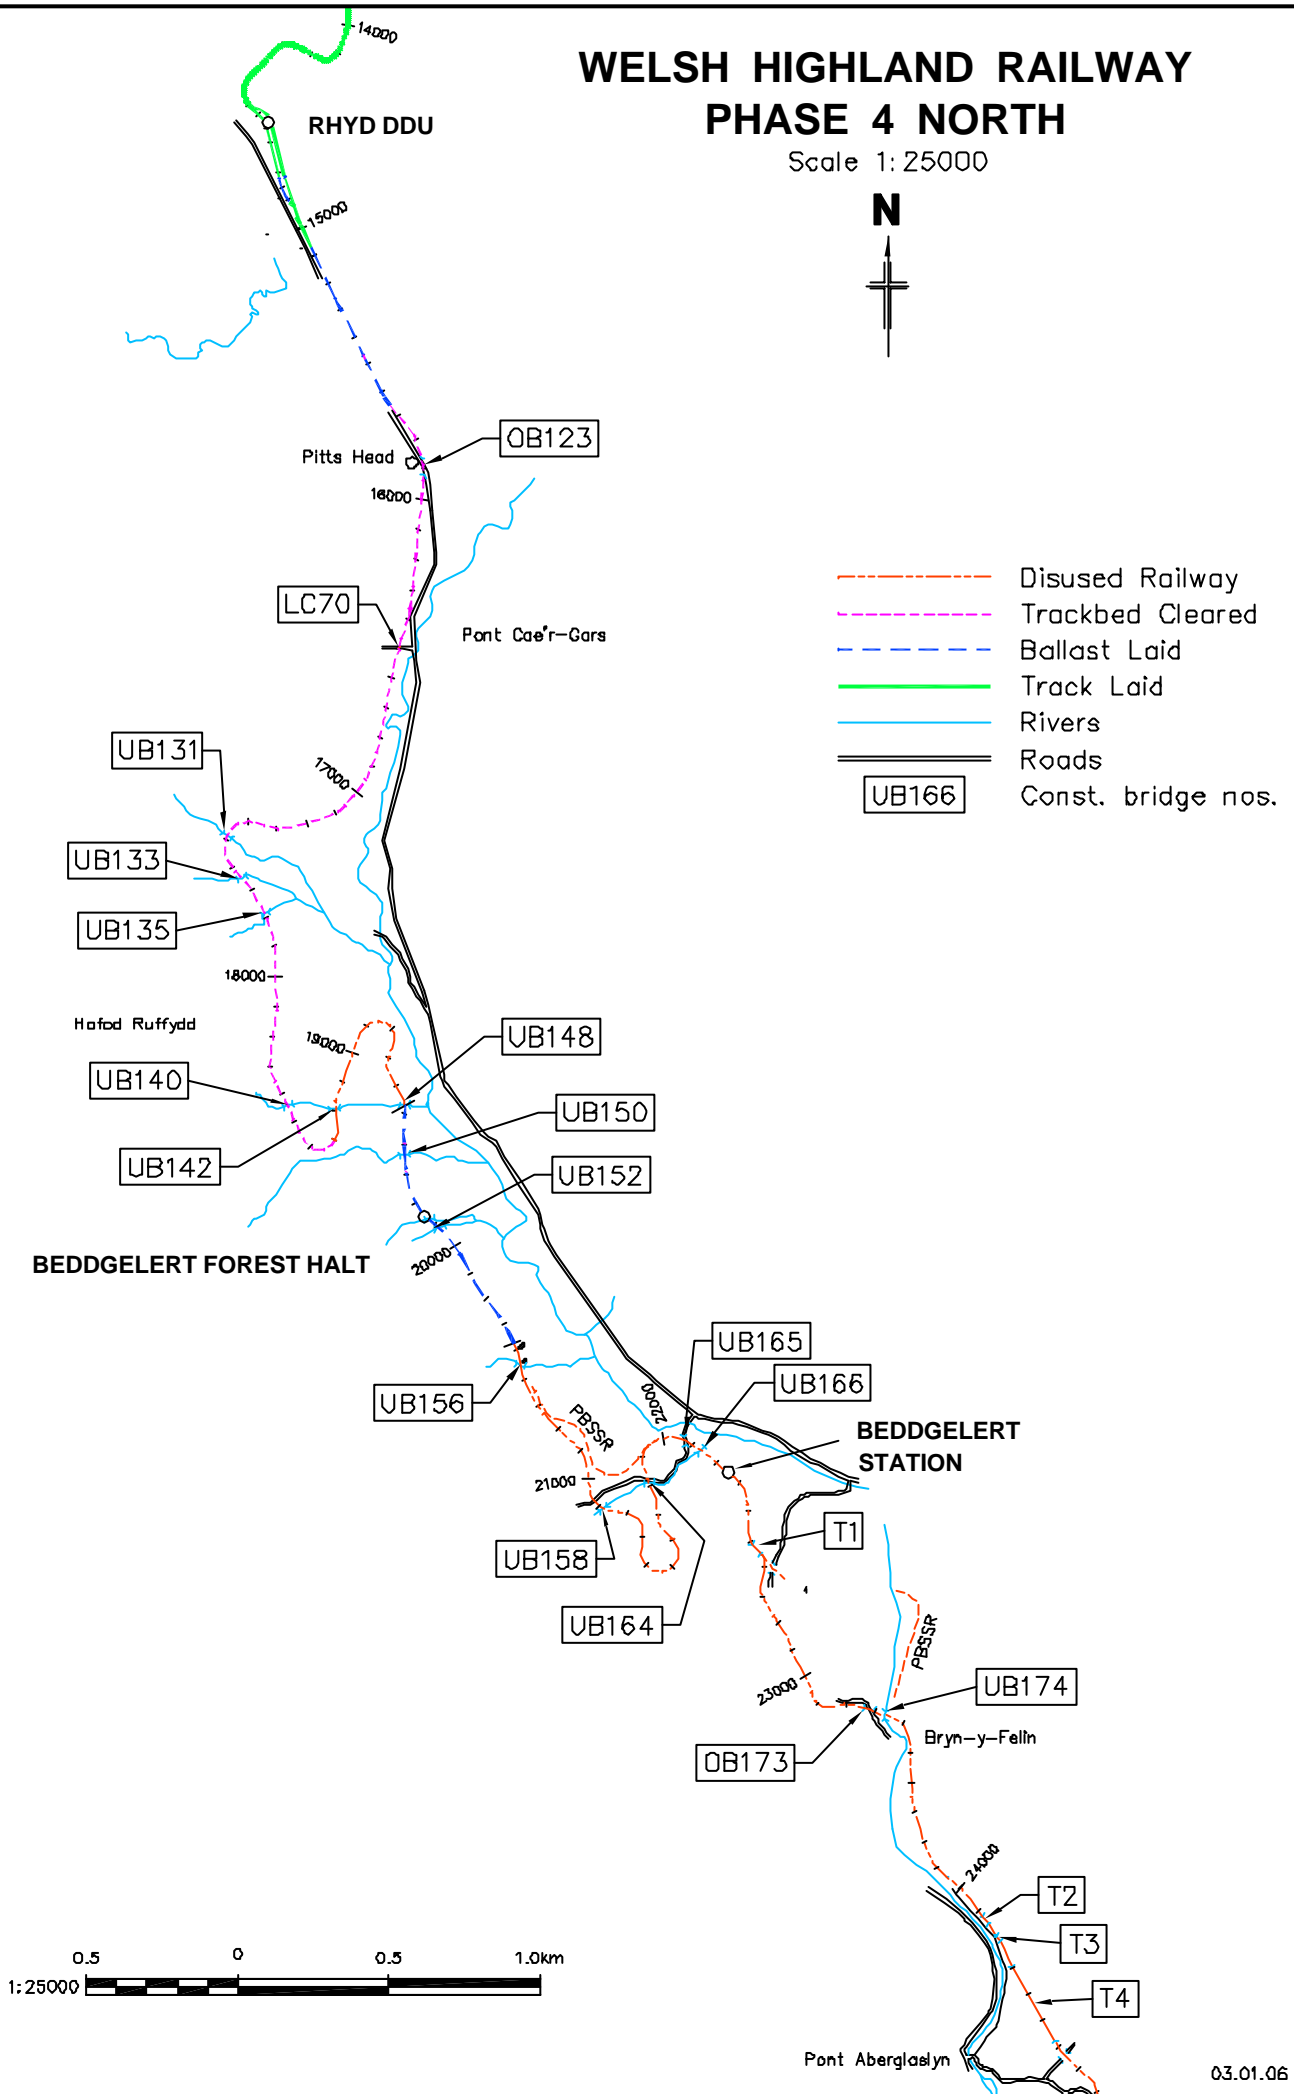 14000
WELSH HIGHLAND RAILWAY
PHASE 4 NORTH
RHYD DDU
Scale 1:25000
N
15000
OB123
Pitts Head
16000
Disused Railway
LC70
Trackbed Cleared
Pont Cae'r-Gars
Ballast Laid
Track Laid
Rivers
UB131
Roads
17000
UB166
Const. bridge nos.
UB133
UB135
18000
Hafod Ruffydd
19000
UB148
UB140
UB150
UB142
UB152
BEDDGELERT FOREST HALT
20000
UB165
UB166
UB156
22000
PBSSR
BEDDGELERT
STATION
21000
T1
UB158
UB164
PBSSR
23000
UB174
Bryn-y-Felin
OB173
24000
T2
T3
0.5
0
0.5
1.0km
1:25000
T4
Pont Aberglaslyn
03.01.06